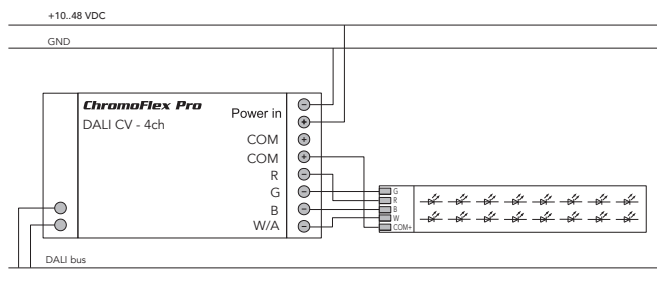 +10..48 VDC
GND
ChromoFlex Pro
DALI CV - 4ch
Power in
COM
COM
R
G
B
W/A
G
R
B
W
COM+
DALI bus